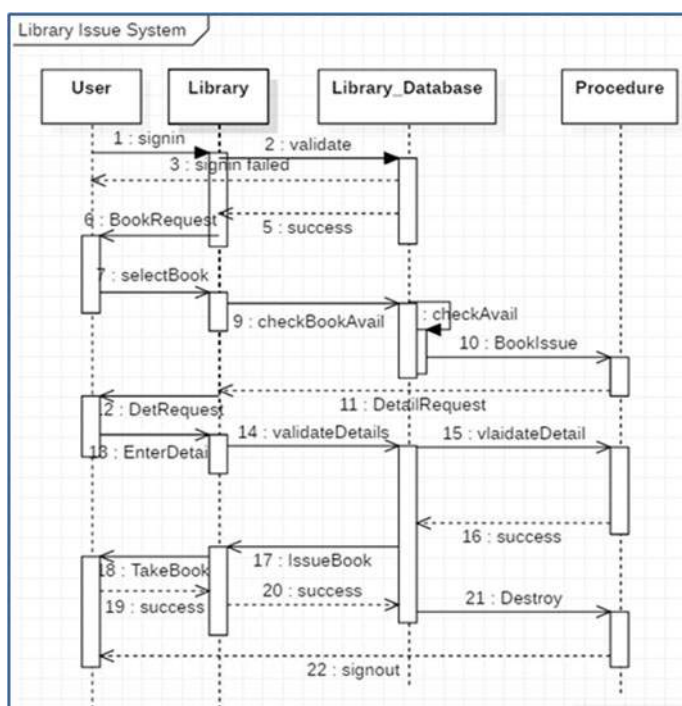 Library Issue System
User
Library
Library_Database
Procedure
1 : signin
2 : validate
3 : signin failed
5 : success
6 : BookRequest
7 : selectBook
9 : checkBookAvail
: checkAvail
10 : BookIssue
11 : DetailRequest
12 : DetRequest
13 : EnterDetai
14 : validateDetails
15 : vlaidateDetail
16 : success
17 : IssueBook
18 : TakeBook
19 : success
20 : success
21 : Destroy
22 : signout